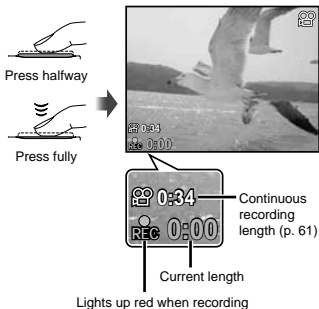 Press halfway
Press fully
0:34
REC 0:00
0:34
REC 0:00
Continuous
recording
length (p. 61)
Current length
Lights up red when recording